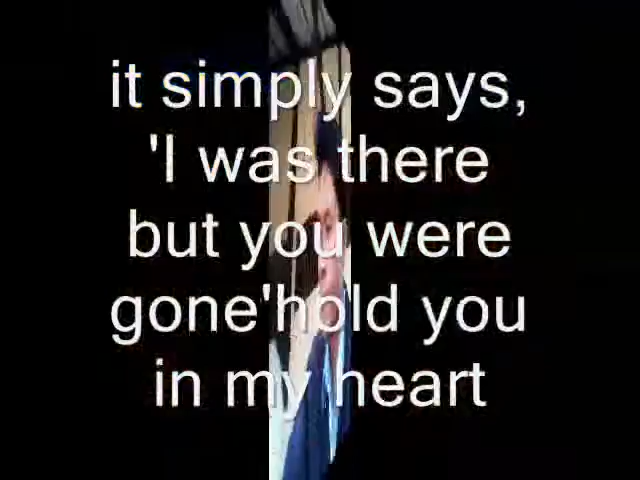 it simply says,
'I was there
but you were
gone'hold you
in my heart